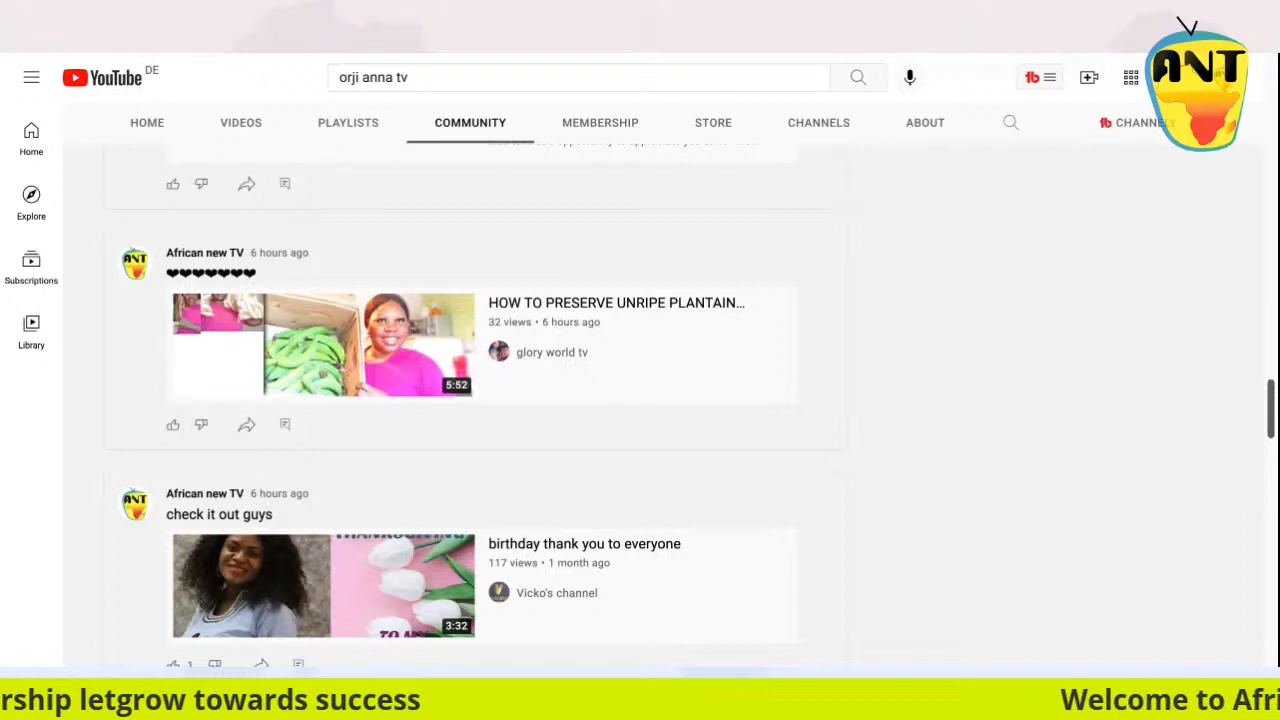 ANT
YouTube DE
orji anna tv
HOME VIDEOS PLAYLISTS COMMUNITY MEMBERSHIP STORE CHANNELS ABOUT
Home
Explore
Subscriptions
Library
ANT
African new TV 6 hours ago
❤❤❤❤❤❤❤
5:52
HOW TO PRESERVE UNRIPE PLANTAIN...
32 views • 6 hours ago
glory world tv
ANT
African new TV 6 hours ago
check it out guys
3:32
birthday thank you to everyone
117 views • 1 month ago
Vicko's channel
1
rship letgrow towards success
Welcome to Afri